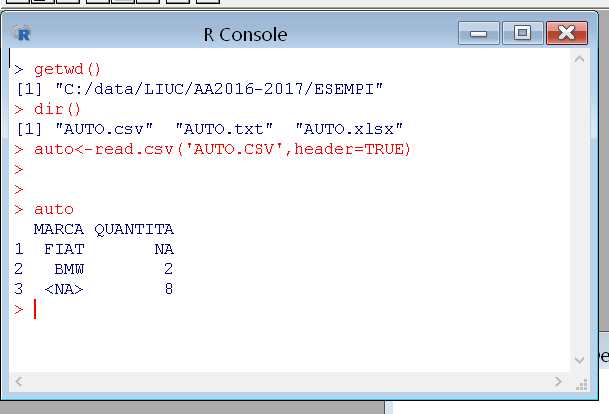 R Console
> getwd()
[1] "C:/data/LIUC/AA2016-2017/ESEMPI"
> dir()
[1] "AUTO.csv"  "AUTO.txt"  "AUTO.xlsx"
> auto<-read.csv('AUTO.CSV',header=TRUE)
>
>
> auto
  MARCA QUANTITA
1  FIAT       NA
2   BMW        2
3  <NA>        8
>